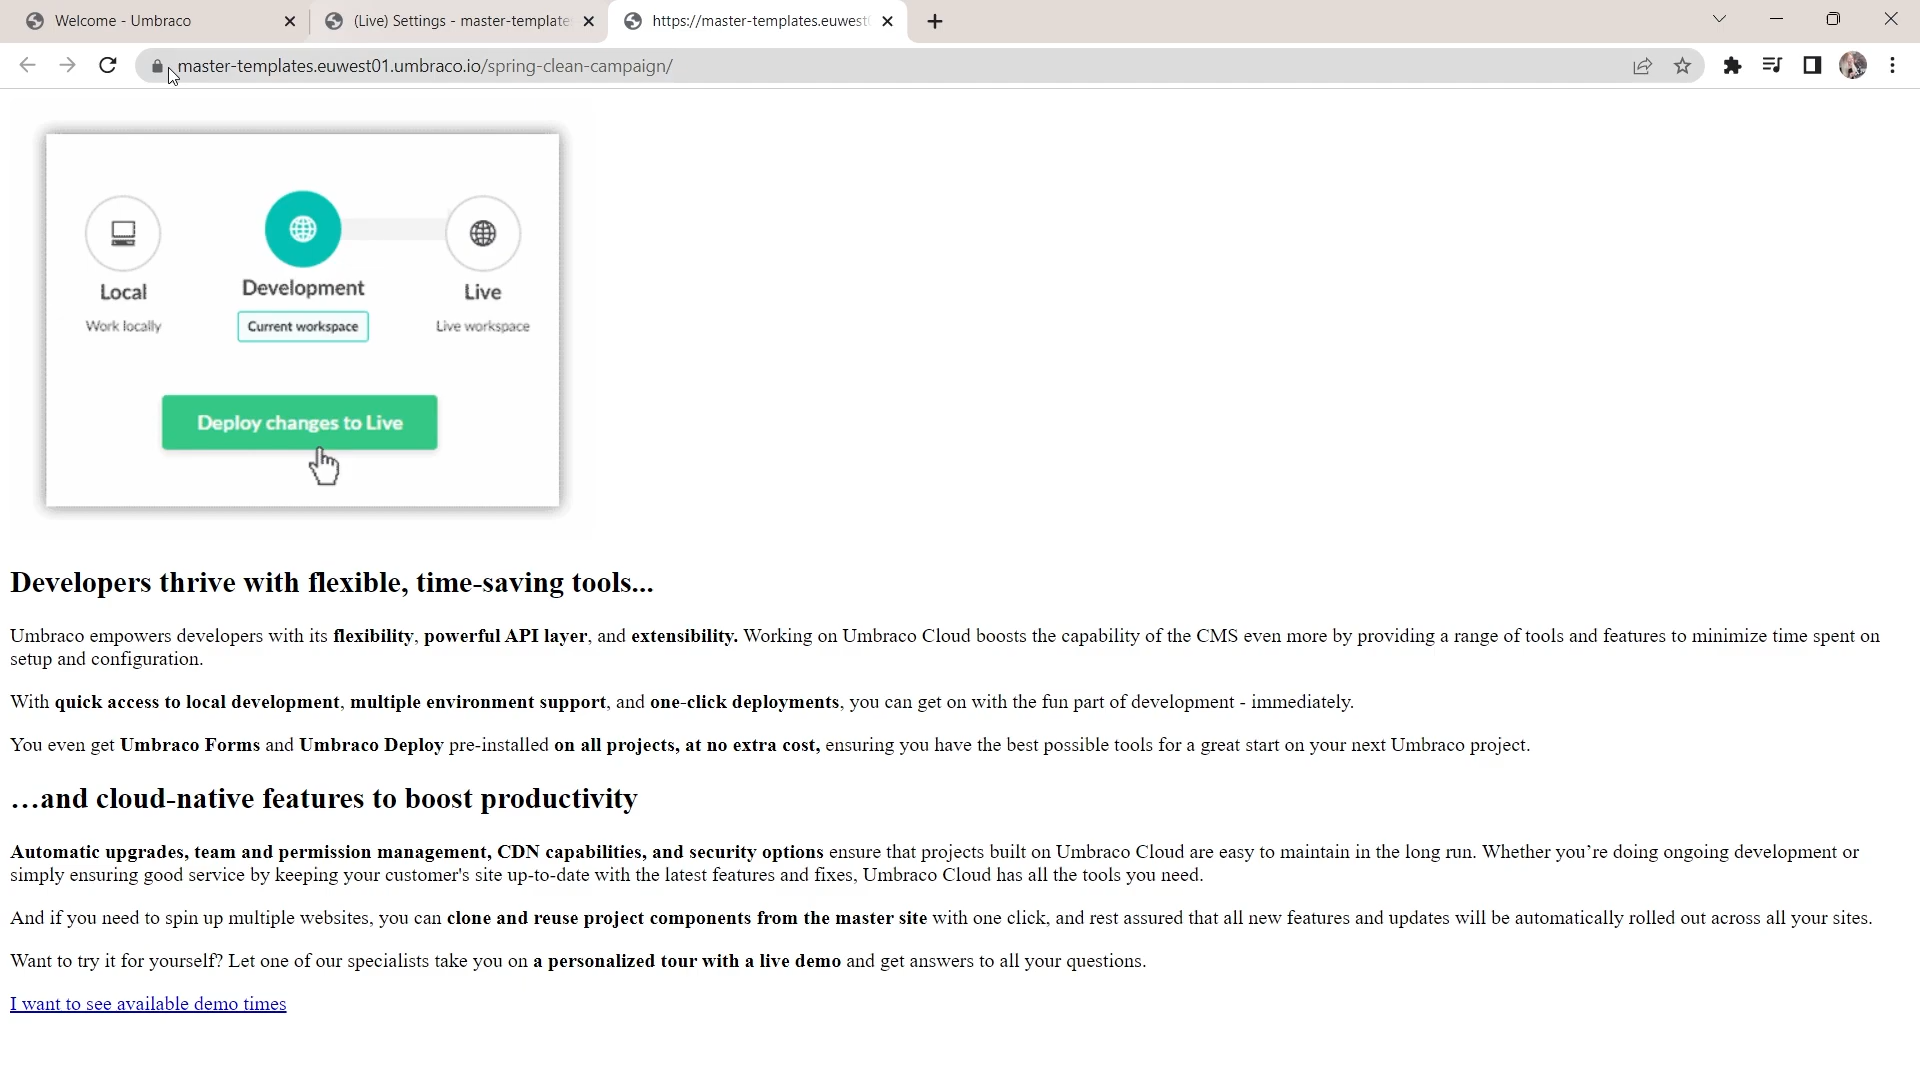 Welcome - Umbraco
(Live) Settings - master-template
https://master-templates.euwest
master-templates.euwest01.umbraco.io/spring-clean-campaign/
Local
Development
Live
Work locally
Current workspace
Live workspace
Deploy changes to Live
Developers thrive with flexible, time-saving tools...
Umbraco empowers developers with its flexibility, powerful API layer, and extensibility. Working on Umbraco Cloud boosts the capability of the CMS even more by providing a range of tools and features to minimize time spent on
setup and configuration.
With quick access to local development, multiple environment support, and one-click deployments, you can get on with the fun part of development - immediately.
You even get Umbraco Forms and Umbraco Deploy pre-installed on all projects, at no extra cost, ensuring you have the best possible tools for a great start on your next Umbraco project.
…and cloud-native features to boost productivity
Automatic upgrades, team and permission management, CDN capabilities, and security options ensure that projects built on Umbraco Cloud are easy to maintain in the long run. Whether you’re doing ongoing development or
simply ensuring good service by keeping your customer's site up-to-date with the latest features and fixes, Umbraco Cloud has all the tools you need.
And if you need to spin up multiple websites, you can clone and reuse project components from the master site with one click, and rest assured that all new features and updates will be automatically rolled out across all your sites.
Want to try it for yourself? Let one of our specialists take you on a personalized tour with a live demo and get answers to all your questions.
I want to see available demo times